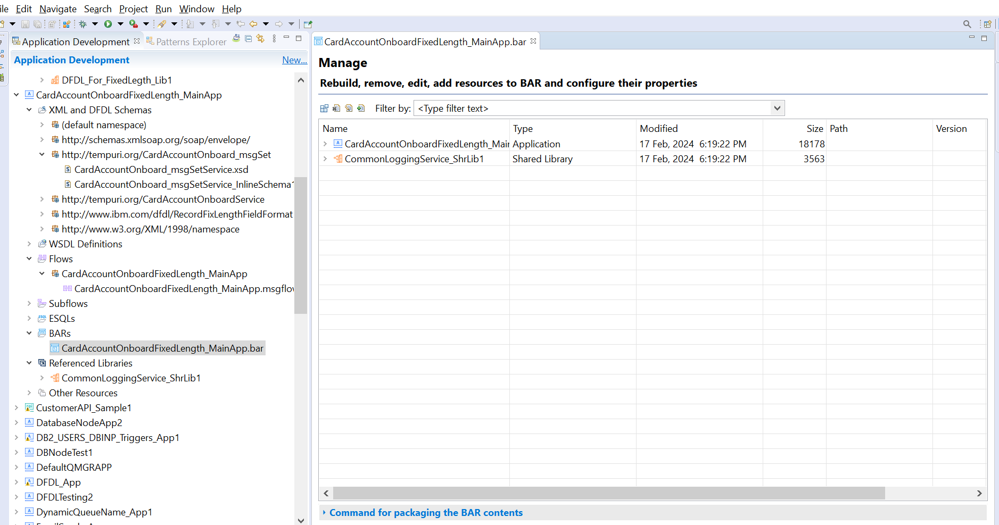 ile Edit Navigate Search Project Run Window Help
Application Development Patterns Explorer
Application Development New...
DFDL_For_FixedLegth_Lib1
CardAccountOnboardFixedLength_MainApp
XML and DFDL Schemas
(default namespace)
http://schemas.xmlsoap.org/soap/envelope/
http://tempuri.org/CardAccountOnboard_msgSet
CardAccountOnboard_msgSetService.xsd
CardAccountOnboard_msgSetService_InlineSchema1
http://tempuri.org/CardAccountOnboardService
http://www.ibm.com/dfdl/RecordFixLengthFieldFormat
http://www.w3.org/XML/1998/namespace
WSDL Definitions
Flows
CardAccountOnboardFixedLength_MainApp
CardAccountOnboardFixedLength_MainApp.msgflow
Subflows
ESQLs
BARs
CardAccountOnboardFixedLength_MainApp.bar
Referenced Libraries
CommonLoggingService_ShrLib1
Other Resources
CustomerAPI_Sample1
DatabaseNodeApp2
DB2_USERS_DBINP_Triggers_App1
DBNodeTest1
DefaultQMGRAPP
DFDL_App
DFDLTesting2
DynamicQueueName_App1
CardAccountOnboardFixedLength_MainApp.bar
Manage
Rebuild, remove, edit, add resources to BAR and configure their properties
Filter by: <Type filter text>
Name Type Modified Size Path Version
CardAccountOnboardFixedLength_Mai Application 17 Feb, 2024 6:19:22 PM 18178
CommonLoggingService_ShrLib1 Shared Library 17 Feb, 2024 6:19:22 PM 3563
Command for packaging the BAR contents